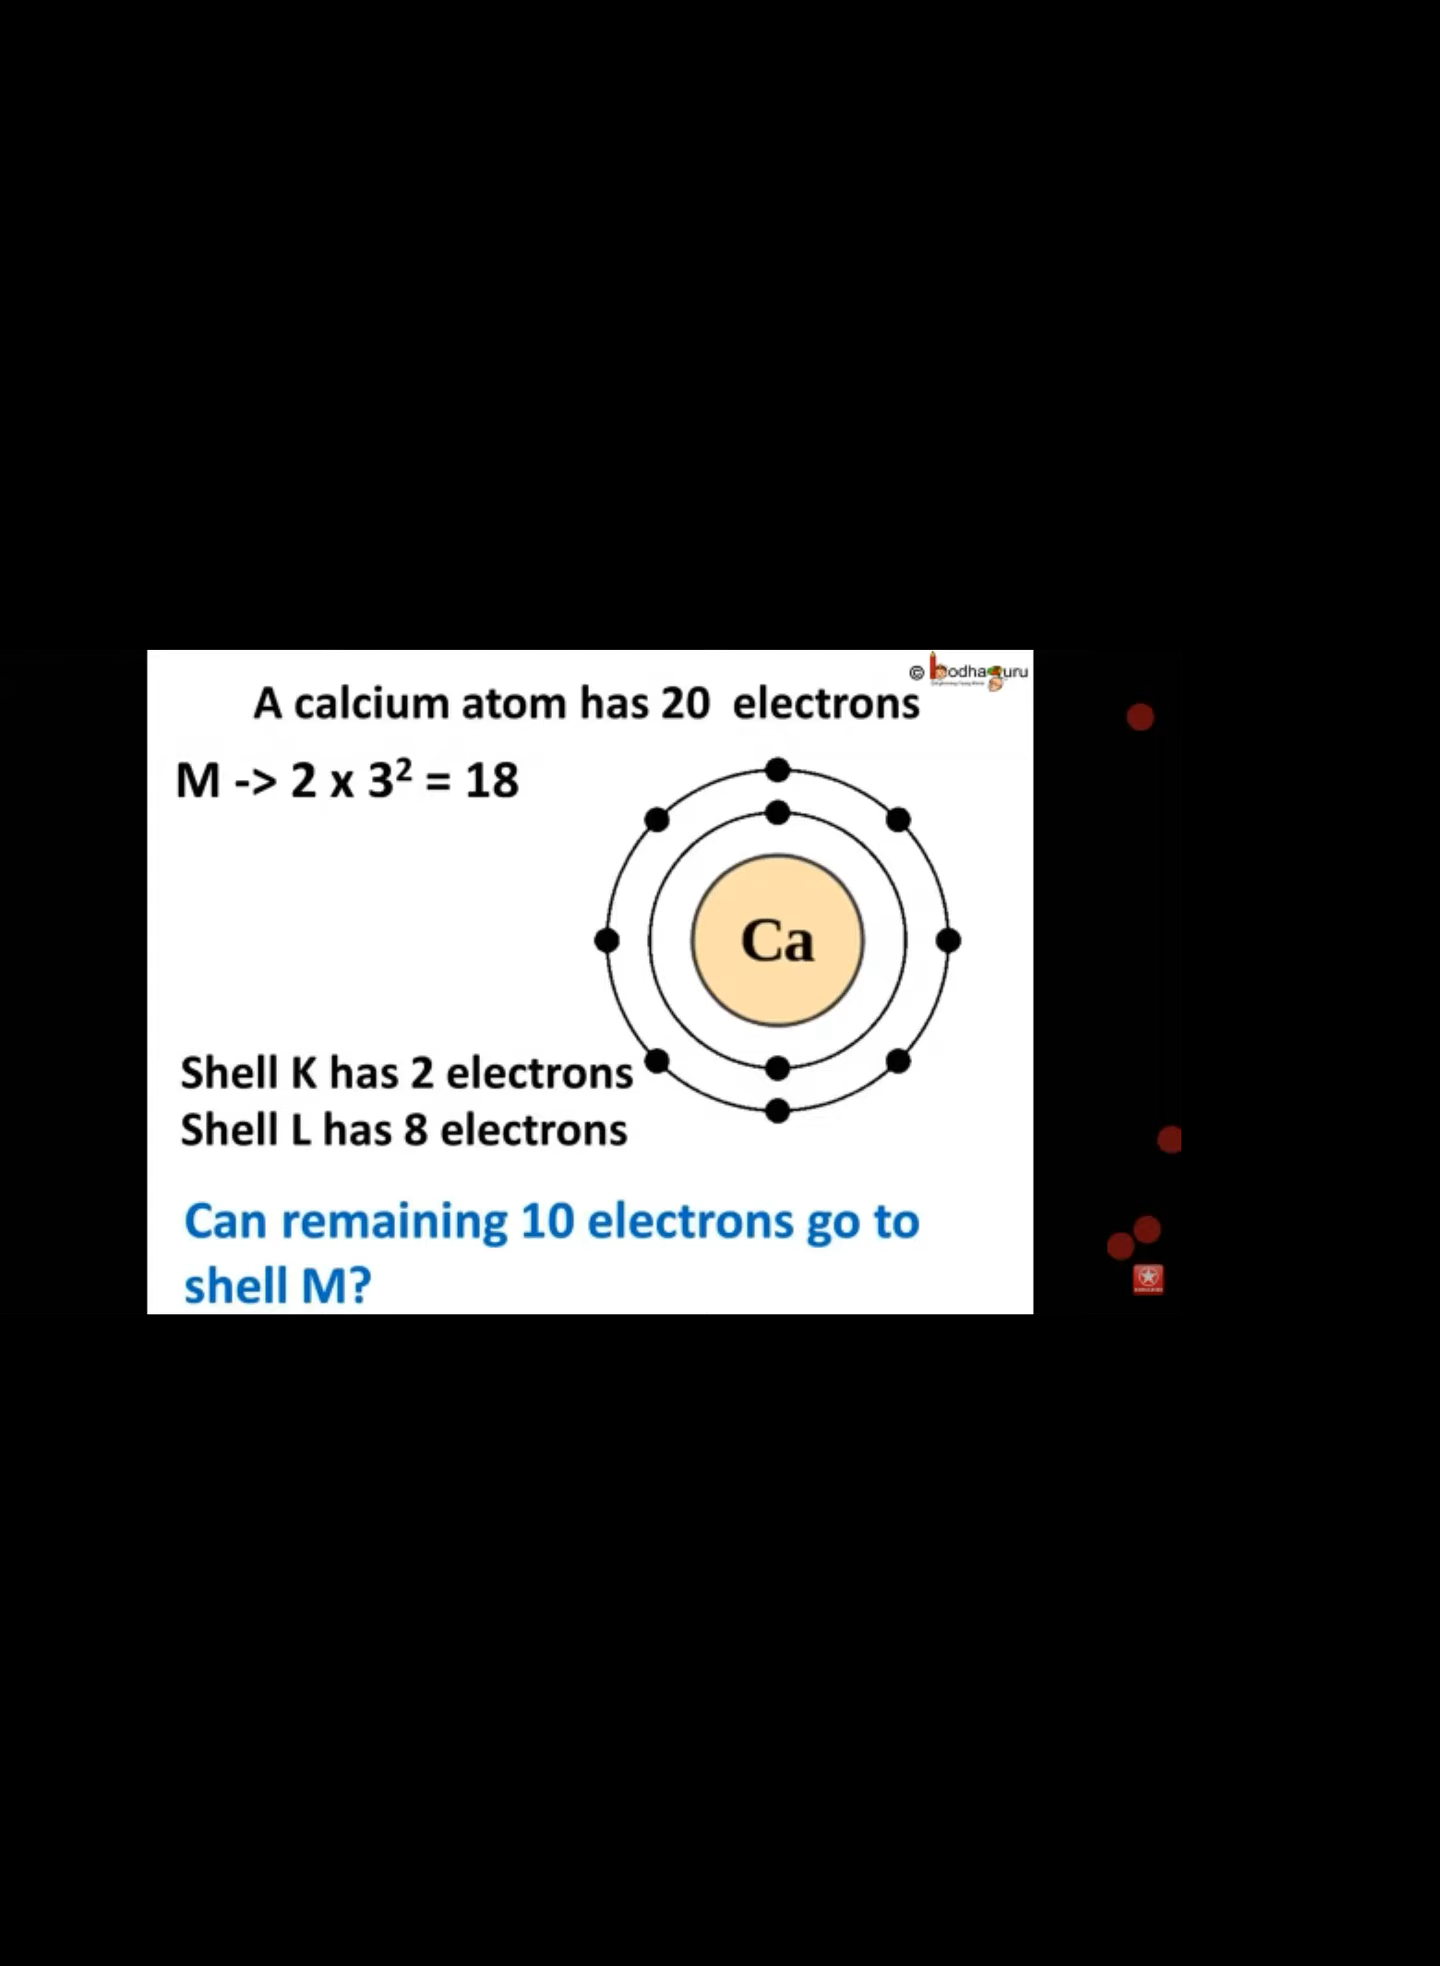 © bodhaguru
A calcium atom has 20 electrons
M -> 2 x 3² = 18
Ca
Shell K has 2 electrons
Shell L has 8 electrons
Can remaining 10 electrons go to
shell M?